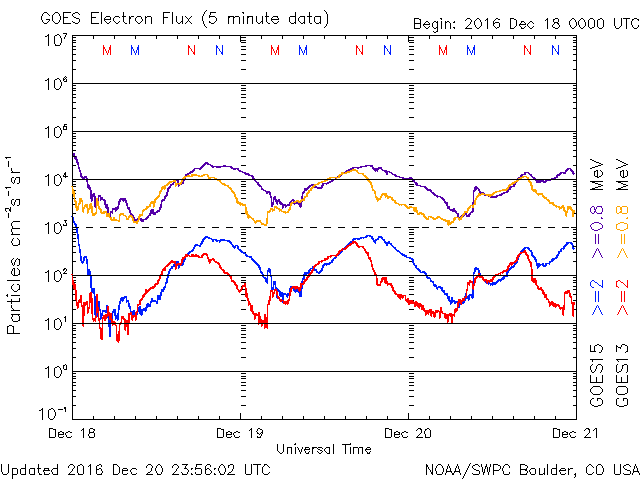 GOES Electron Flux (5 minute data)
Begin: 2016 Dec 18 0000 UTC
10⁷
10⁶
10⁵
10⁴
10³
10²
10¹
10⁰
10⁻¹
M M N N M M N N M M N N
Particles cm⁻²s⁻¹sr⁻¹
Dec 18 Dec 19 Dec 20 Dec 21
Universal Time
GOES15 >=2 >=0.8 MeV
GOES13 >=2 >=0.8 MeV
Updated 2016 Dec 20 23:56:02 UTC
NOAA/SWPC Boulder, CO USA